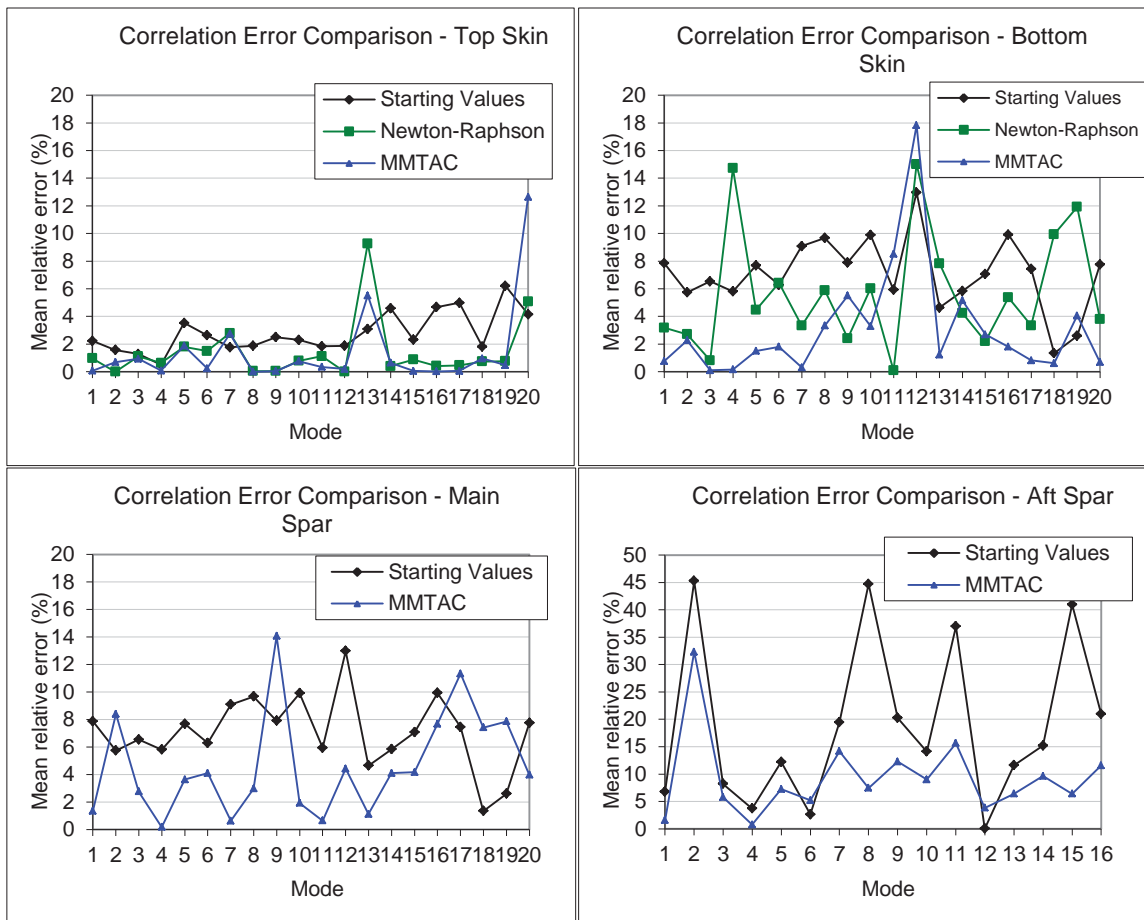 Correlation Error Comparison - Top Skin
Mean relative error (%)
20
18
16
14
12
10
8
6
4
2
0
Starting Values
Newton-Raphson
MMTAC
1 2 3 4 5 6 7 8 9 10 11 12 13 14 15 16 17 18 19 20
Mode
Correlation Error Comparison - Bottom
Skin
Mean relative error (%)
20
18
16
14
12
10
8
6
4
2
0
Starting Values
Newton-Raphson
MMTAC
1 2 3 4 5 6 7 8 9 10 11 12 13 14 15 16 17 18 19 20
Mode
Correlation Error Comparison - Main
Spar
Mean relative error (%)
20
18
16
14
12
10
8
6
4
2
0
Starting Values
MMTAC
1 2 3 4 5 6 7 8 9 10 11 12 13 14 15 16 17 18 19 20
Mode
Correlation Error Comparison - Aft Spar
Mean relative error (%)
50
45
40
35
30
25
20
15
10
5
0
Starting Values
MMTAC
1 2 3 4 5 6 7 8 9 10 11 12 13 14 15 16
Mode